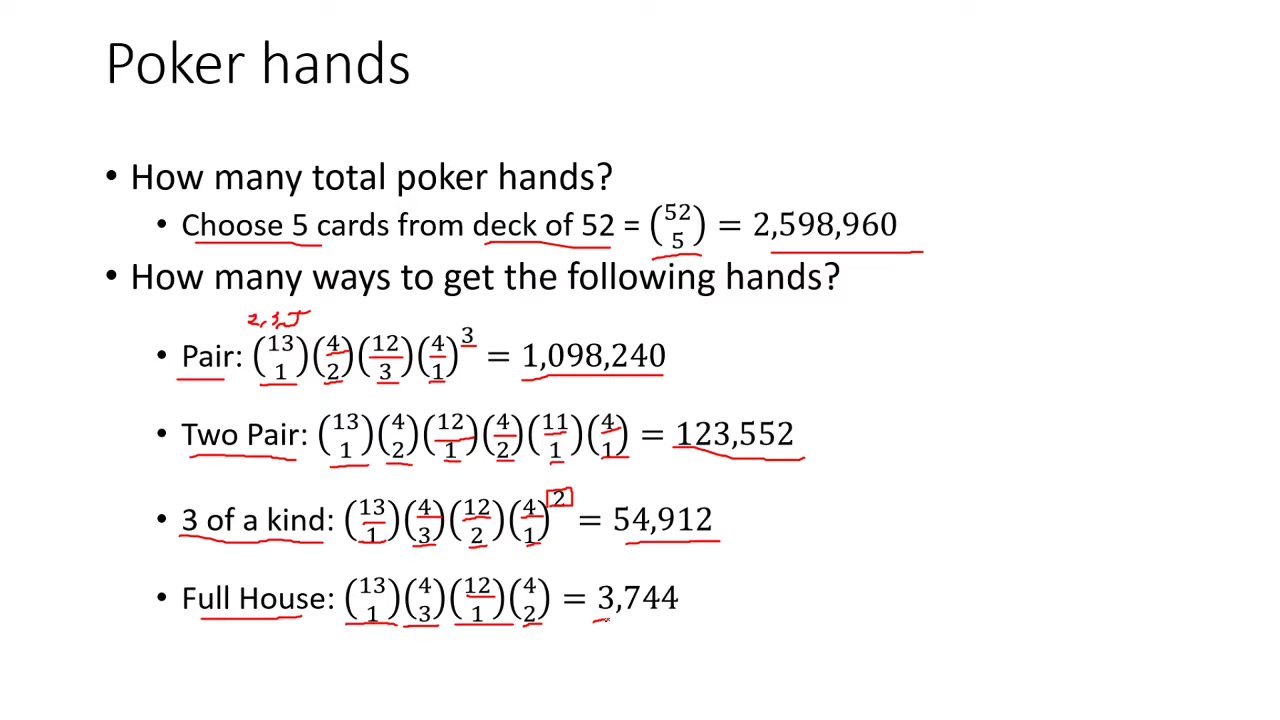 Poker hands
• How many total poker hands?
• Choose 5 cards from deck of 52 = (52 5) = 2,598,960
• How many ways to get the following hands?
• Pair: (13 1)(4 2)(12 3)(4 1)^3 = 1,098,240
• Two Pair: (13 1)(4 2)(12 1)(4 2)(11 1)(4 1) = 123,552
• 3 of a kind: (13 1)(4 3)(12 2)(4 1)^2 = 54,912
• Full House: (13 1)(4 3)(12 1)(4 2) = 3,744